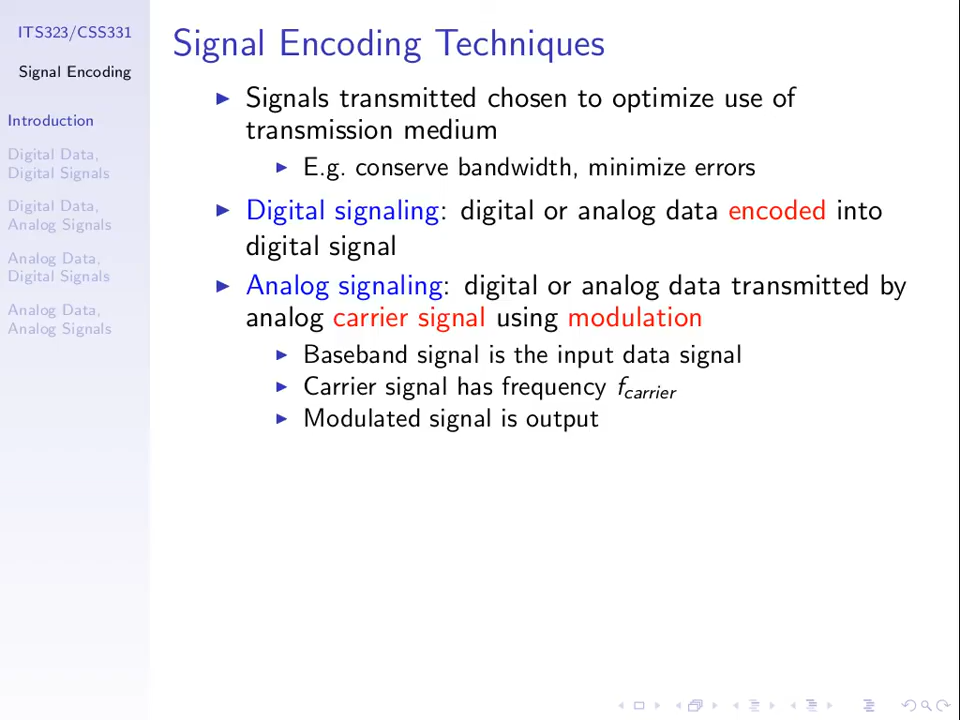 ITS323/CSS331
Signal Encoding
Introduction
Digital Data,
Digital Signals
Digital Data,
Analog Signals
Analog Data,
Digital Signals
Analog Data,
Analog Signals
Signal Encoding Techniques
Signals transmitted chosen to optimize use of
transmission medium
E.g. conserve bandwidth, minimize errors
Digital signaling: digital or analog data encoded into
digital signal
Analog signaling: digital or analog data transmitted by
analog carrier signal using modulation
Baseband signal is the input data signal
Carrier signal has frequency fcarrier
Modulated signal is output